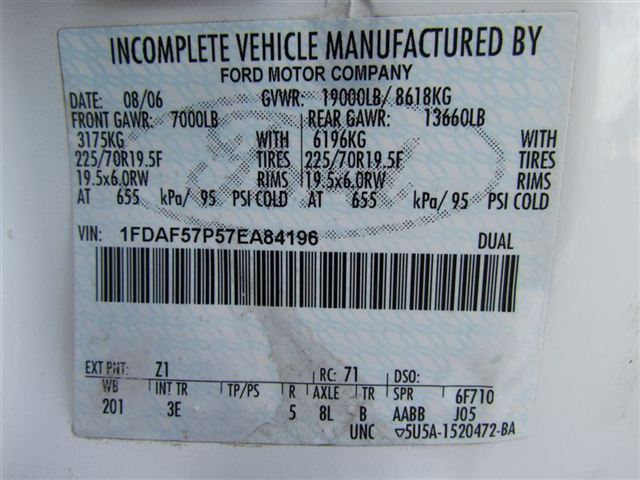 INCOMPLETE VEHICLE MANUFACTURED BY
FORD MOTOR COMPANY
DATE: 08/06 GVWR: 19000LB/ 8618KG
FRONT GAWR: 7000LB REAR GAWR: 13660LB
3175KG WITH 6196KG WITH
225/70R19.5F TIRES 225/70R19.5F TIRES
19.5x6.0RW RIMS 19.5x6.0RW RIMS
AT 655 kPa/ 95 PSI COLD AT 655 kPa/ 95 PSI COLD
VIN: 1FDAF57P57EA84196 DUAL
EXT PNT: Z1 RC: 71 DSO:
WB INT TR TP/PS R AXLE TR SPR 6F710
201 3E 5 8L B AABB J05
UNC ▽5U5A-1520472-BA